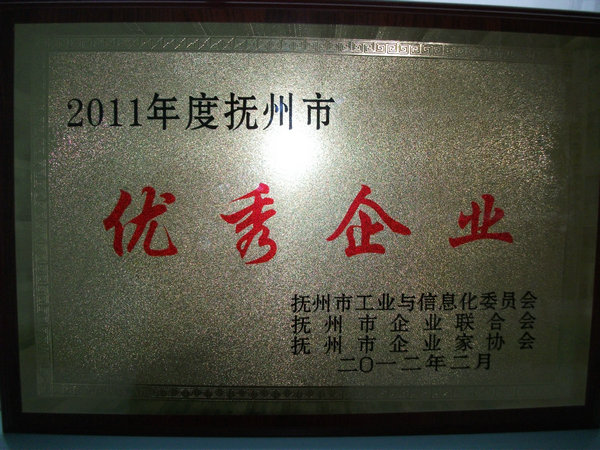 2011年度抚州市
优秀企业
抚州市工业与信息化委员会
抚州市企业联合会
抚州市企业家协会
二〇一二年二月